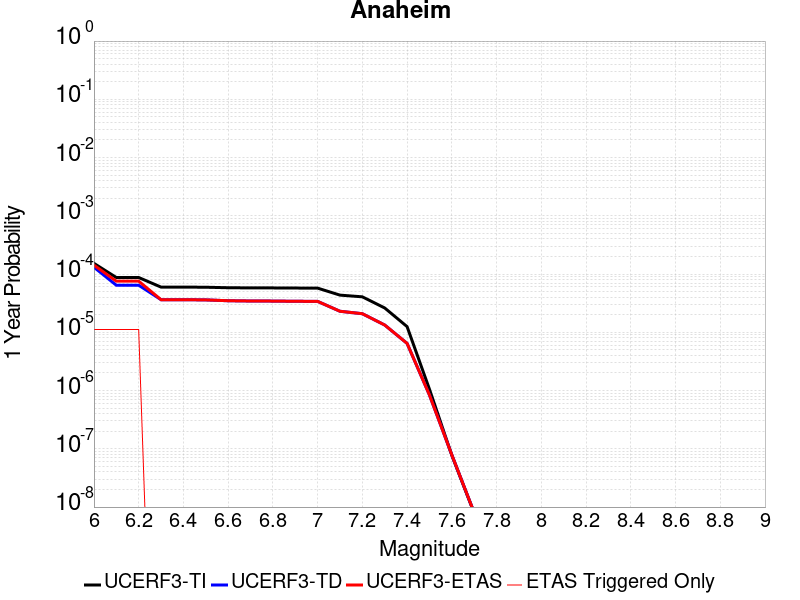 Anaheim
10^0
10^-1
10^-2
10^-3
10^-4
10^-5
10^-6
10^-7
10^-8
1 Year Probability
6 6.2 6.4 6.6 6.8 7 7.2 7.4 7.6 7.8 8 8.2 8.4 8.6 8.8 9
Magnitude
UCERF3-TI UCERF3-TD UCERF3-ETAS ETAS Triggered Only